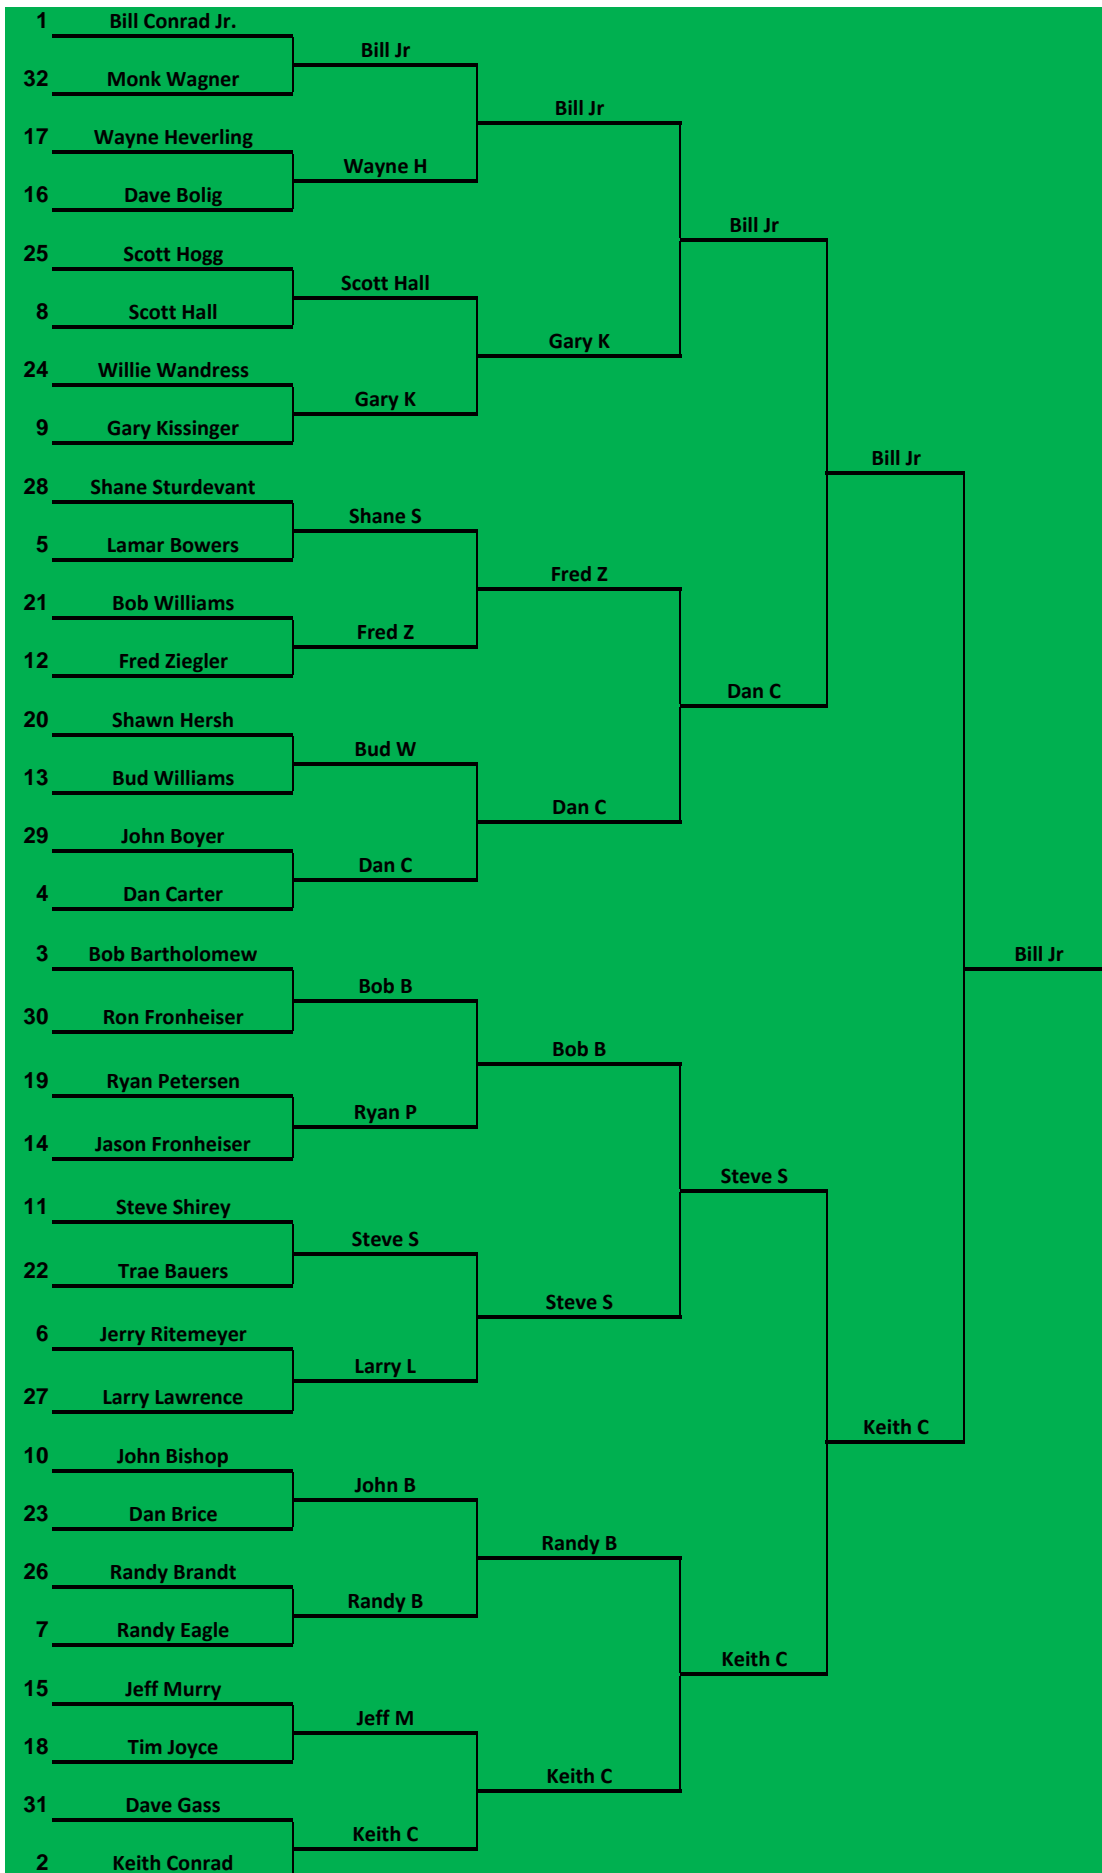 1 Bill Conrad Jr.
Bill Jr
32 Monk Wagner
Bill Jr
17 Wayne Heverling
Wayne H
16 Dave Bolig
Bill Jr
25 Scott Hogg
Scott Hall
8 Scott Hall
Gary K
24 Willie Wandress
Gary K
9 Gary Kissinger
Bill Jr
28 Shane Sturdevant
Shane S
5 Lamar Bowers
Fred Z
21 Bob Williams
Fred Z
12 Fred Ziegler
Dan C
20 Shawn Hersh
Bud W
13 Bud Williams
Dan C
29 John Boyer
Dan C
4 Dan Carter
3 Bob Bartholomew
Bill Jr
Bob B
30 Ron Fronheiser
Bob B
19 Ryan Petersen
Ryan P
14 Jason Fronheiser
Steve S
11 Steve Shirey
Steve S
22 Trae Bauers
Steve S
6 Jerry Ritemeyer
Larry L
27 Larry Lawrence
Keith C
10 John Bishop
John B
23 Dan Brice
Randy B
26 Randy Brandt
Randy B
7 Randy Eagle
Keith C
15 Jeff Murry
Jeff M
18 Tim Joyce
Keith C
31 Dave Gass
Keith C
2 Keith Conrad